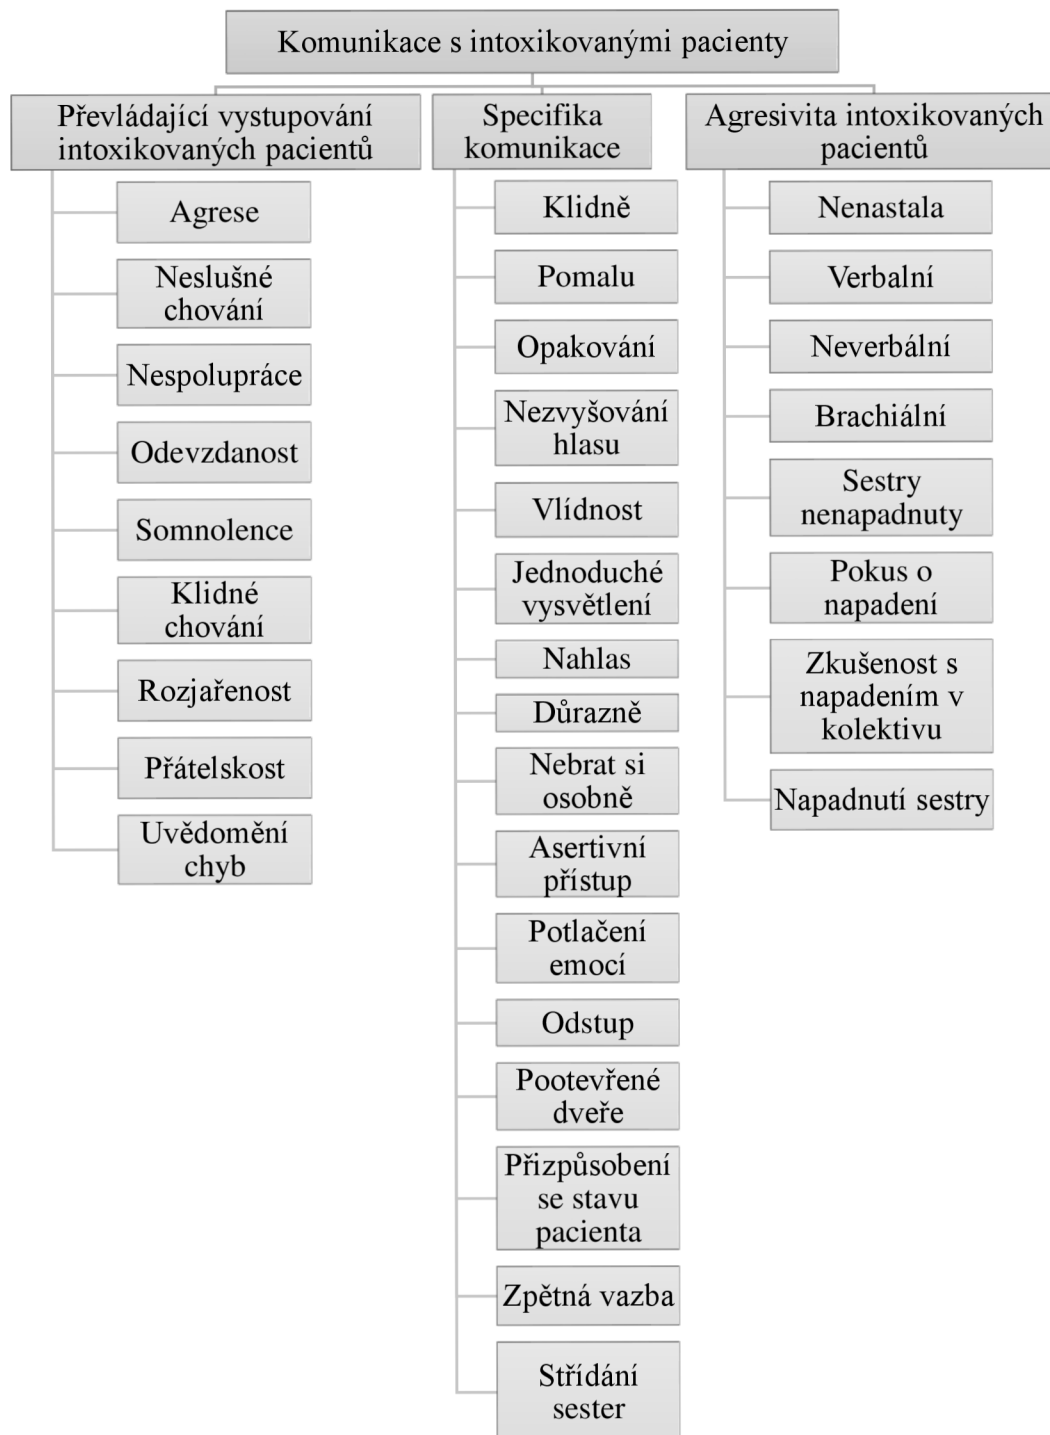 Komunikace s intoxikovanými pacienty
Převládající vystupování
intoxikovaných pacientů
Agrese
Neslušné
chování
Nespolupráce
Odevzdanost
Somnolence
Klidné
chování
Rozjařenost
Přátelskost
Uvědomění
chyb
Specifika
komunikace
Klidně
Pomalu
Opakování
Nezvyšování
hlasu
Vlídnost
Jednoduché
vysvětlení
Nahlas
Důrazně
Nebrat si
osobně
Asertivní
přístup
Potlačení
emocí
Odstup
Pootevřené
dveře
Přizpůsobení
se stavu
pacienta
Zpětná vazba
Střídání
sester
Agresivita intoxikovaných
pacientů
Nenastala
Verbalní
Neverbální
Brachiální
Sestry
nenapadnuty
Pokus o
napadení
Zkušenost s
napadením v
kolektivu
Napadnutí sestry